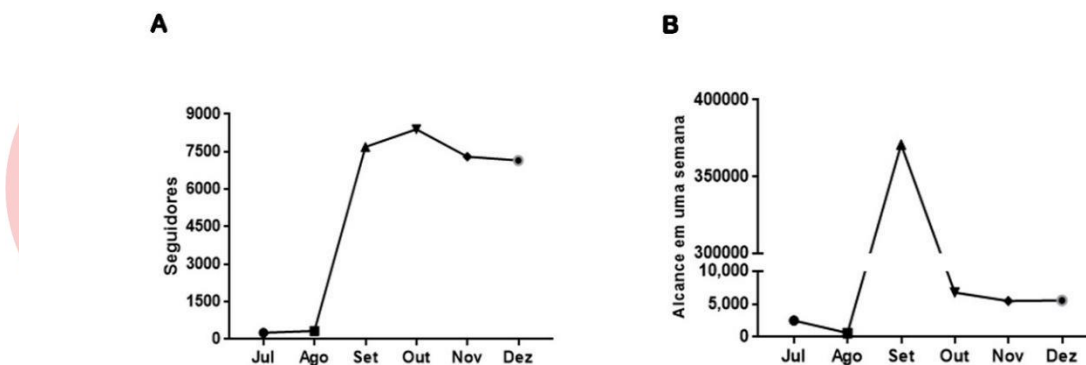 A
Seguidores
9000
7500
6000
4500
3000
1500
0
Jul Ago Set Out Nov Dez
B
Alcance em uma semana
400000
350000
300000
10,000
5,000
0
Jul Ago Set Out Nov Dez